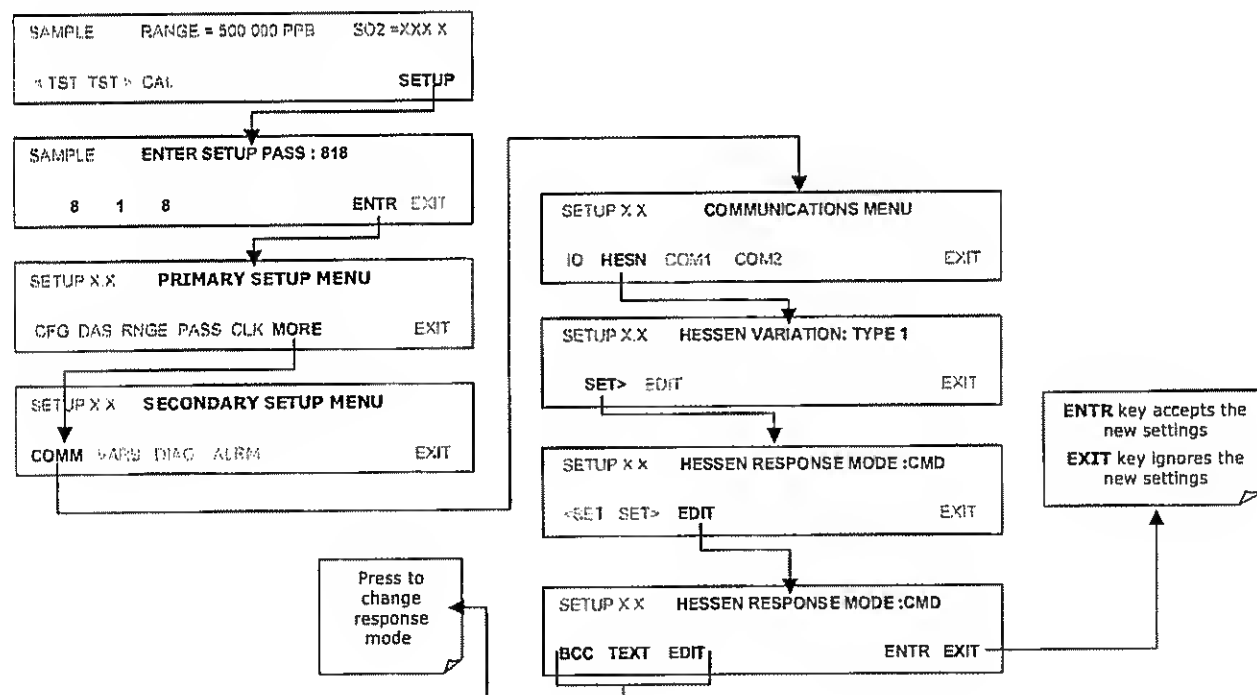 SAMPLE RANGE = 500 000 PPB SO2 =XXX X
< TST TST > CAL SETUP
SAMPLE ENTER SETUP PASS : 818
8 1 8 ENTR EXIT
SETUP X.X PRIMARY SETUP MENU
CFG DAS RNGE PASS CLK MORE EXIT
SETUP X X SECONDARY SETUP MENU
COMM VARS DIAG ALRM EXIT
SETUP X X COMMUNICATIONS MENU
IO HESN COM1 COM2 EXIT
SETUP X.X HESSEN VARIATION: TYPE 1
SET> EDIT EXIT
SETUP X X HESSEN RESPONSE MODE :CMD
<SET SET> EDIT EXIT
SETUP X X HESSEN RESPONSE MODE :CMD
BCC TEXT EDIT ENTR EXIT
ENTR key accepts the
new settings
EXIT key ignores the
new settings
Press to
change
response
mode